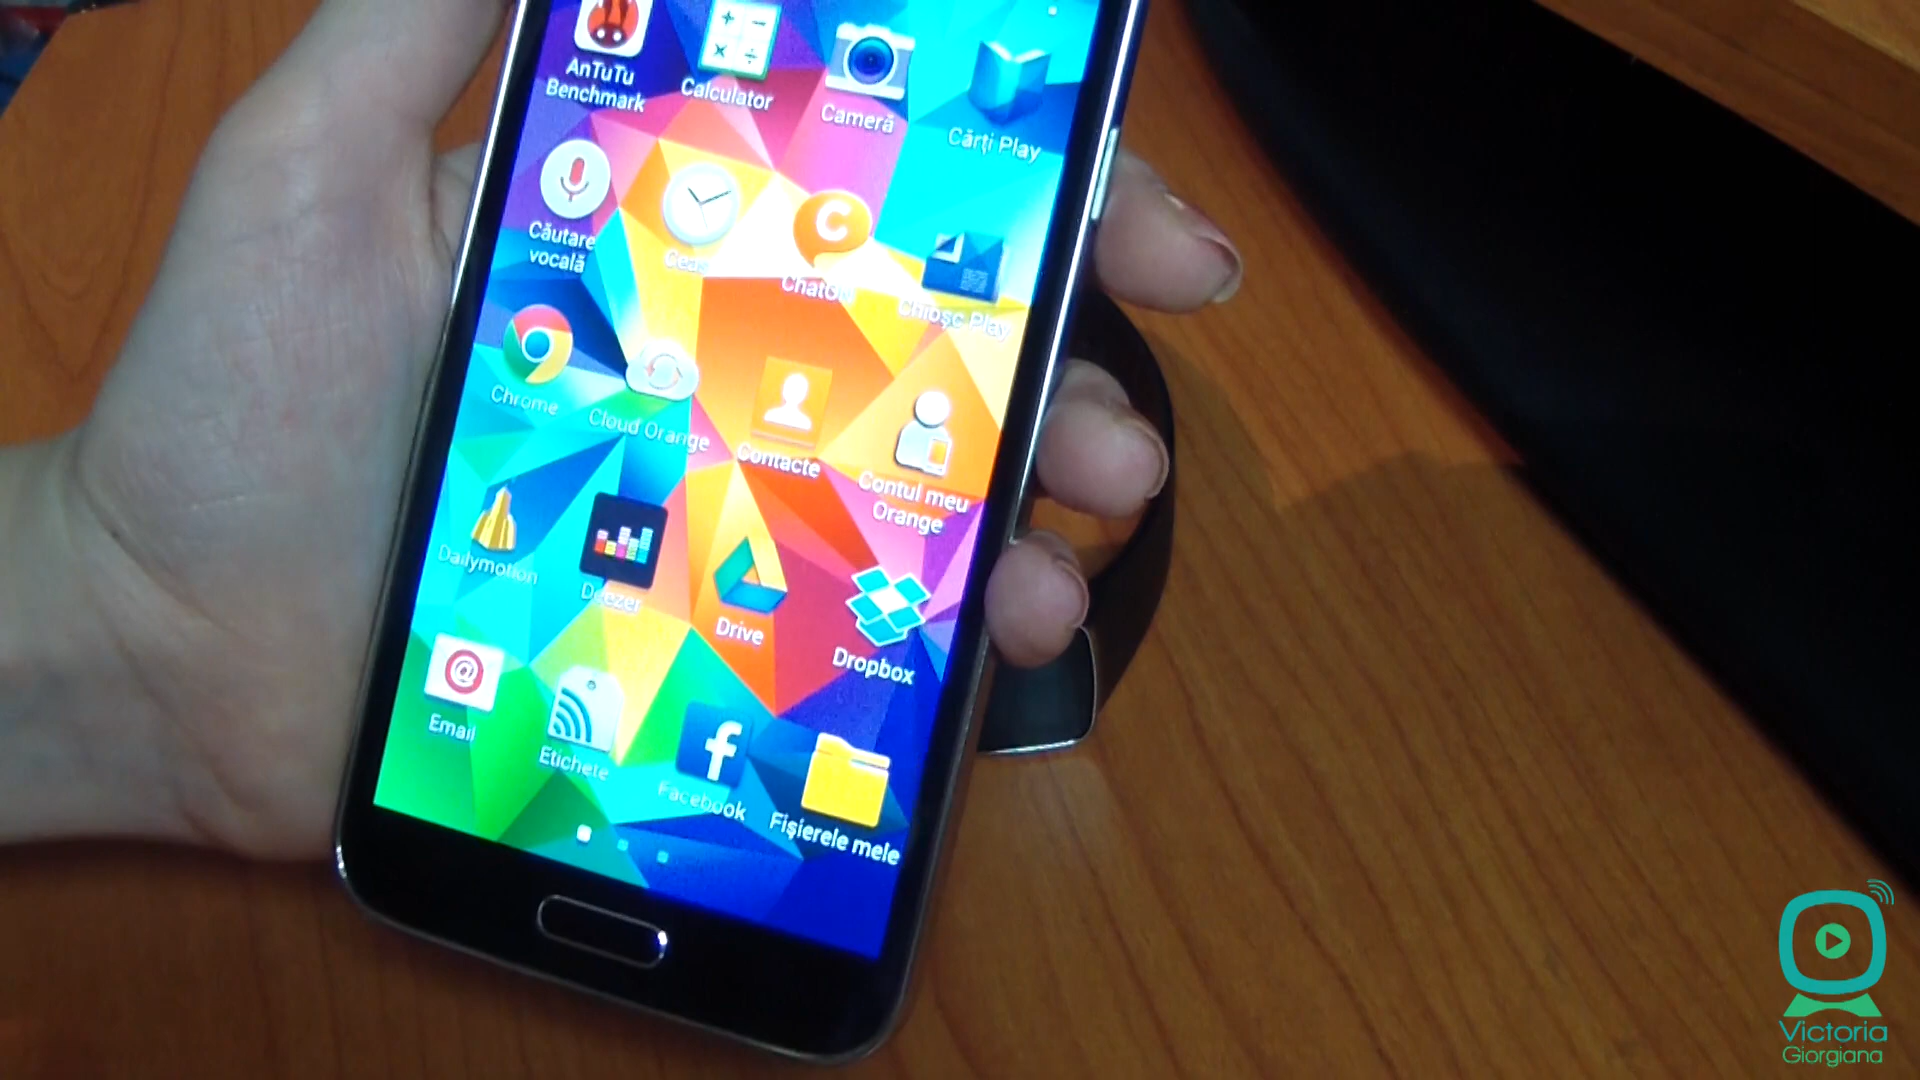 AnTuTu
Benchmark
Calculator
Cameră
Cărți Play
Căutare
vocală
Ceas
ChatON
Chioșc Play
Chrome
Cloud Orange
Contacte
Contul meu
Orange
Dailymotion
Deezer
Drive
Dropbox
Email
Etichete
Facebook
Fișierele mele
Victoria
Giorgiana